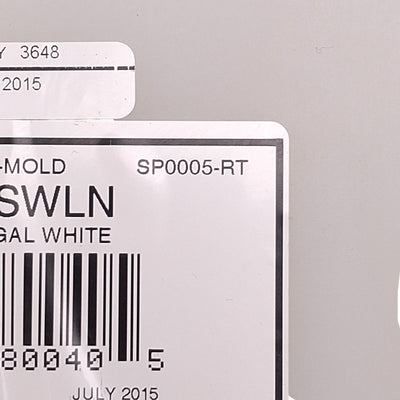 Y 3648
2015
-MOLD SP0005-RT
SWLN
GAL WHITE
80040 5
JULY 2015